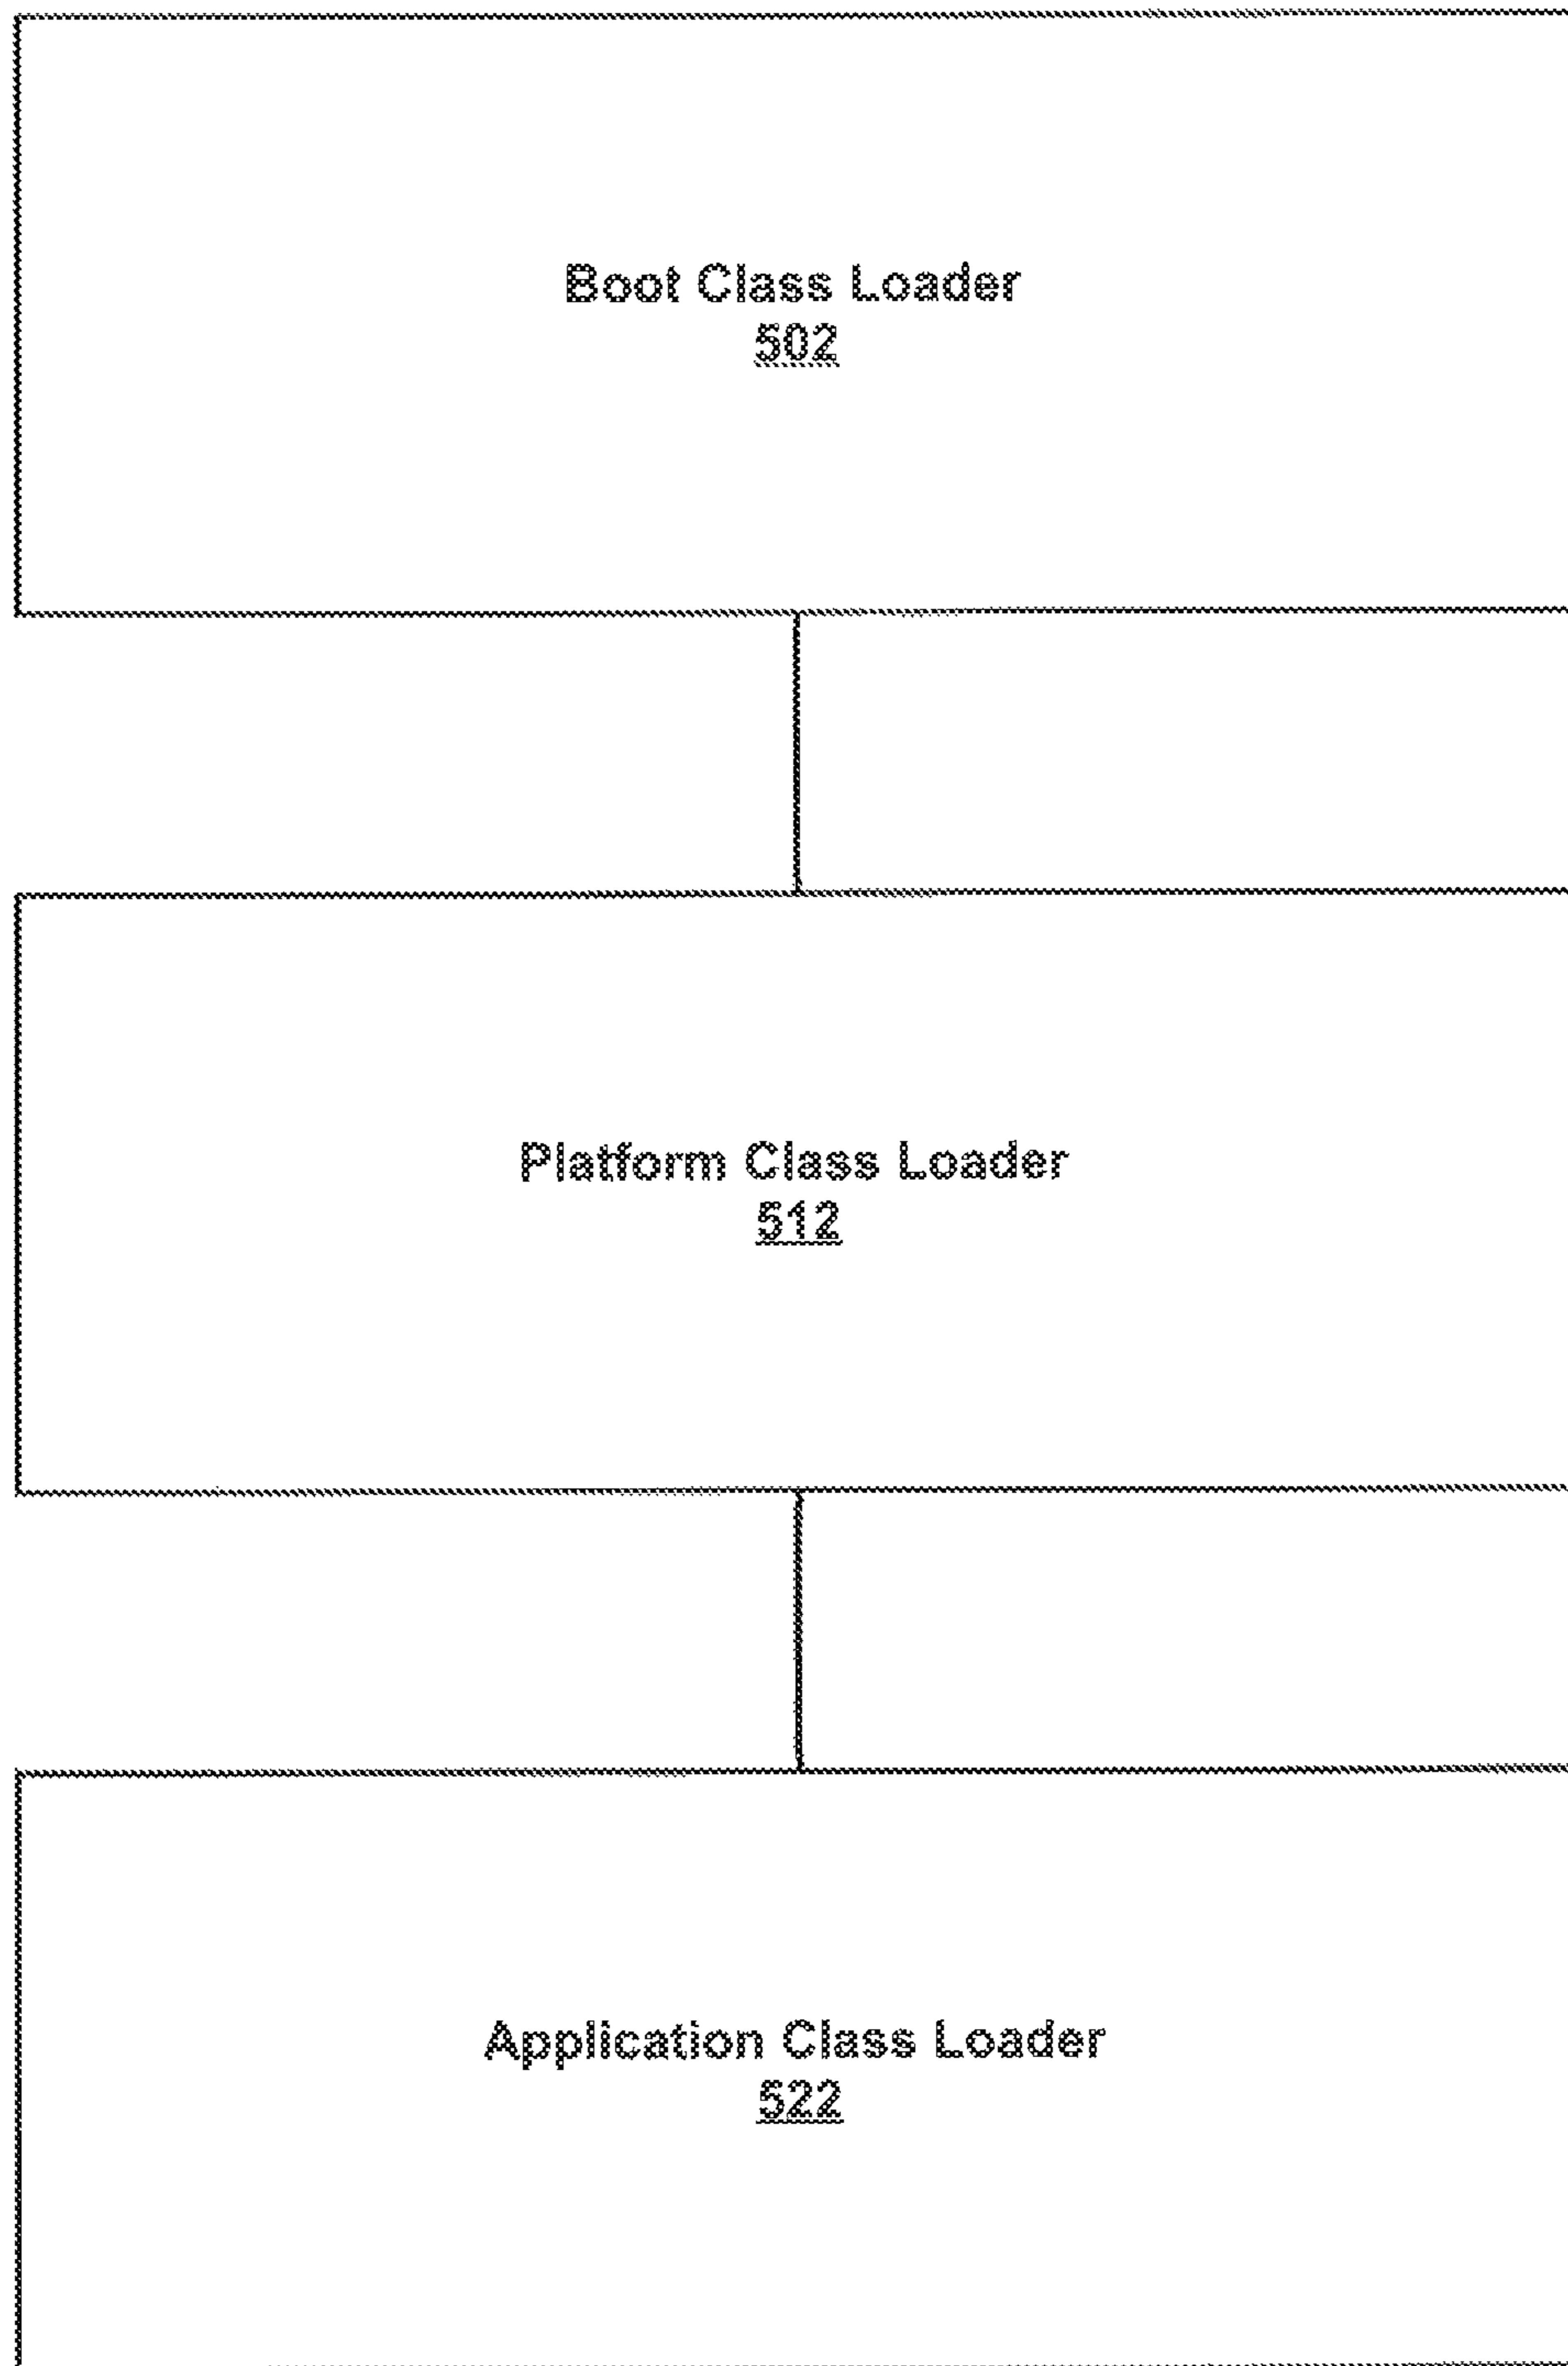 Boot Class Loader
502
Platform Class Loader
512
Application Class Loader
522